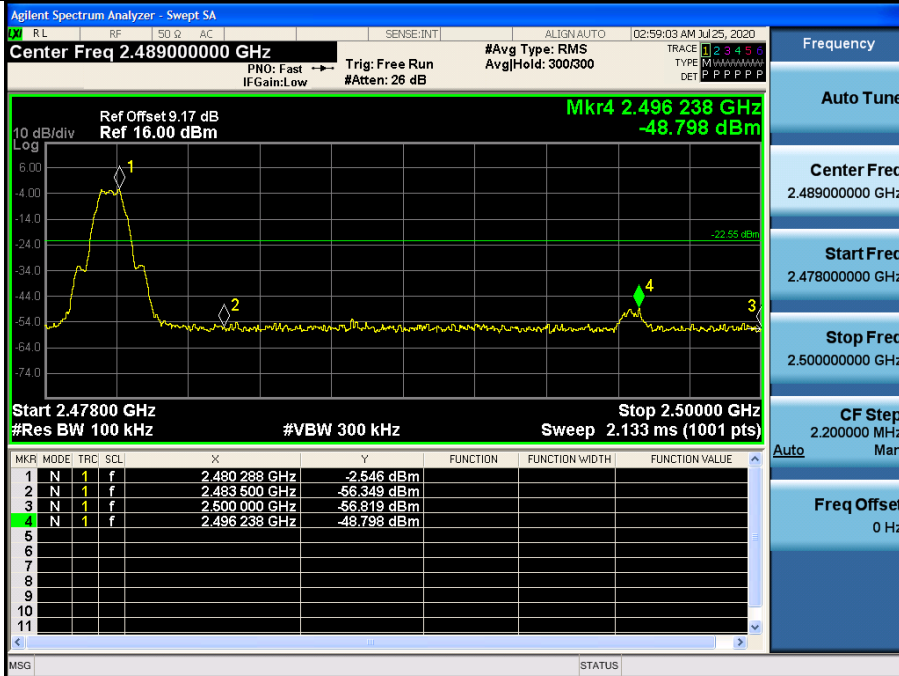 Agilent Spectrum Analyzer - Swept SA
LXI RL RF 50 Ω AC SENSE:INT ALIGN AUTO 02:59:03 AM Jul 25, 2020
Center Freq 2.489000000 GHz
PNO: Fast
IFGain:Low
Trig: Free Run
#Atten: 26 dB
#Avg Type: RMS
Avg|Hold: 300/300
TRACE 1 2 3 4 5 6
TYPE M WWWWW
DET P P P P P P
Ref Offset 9.17 dB
Ref 16.00 dBm
10 dB/div
Log
Mkr4 2.496 238 GHz
-48.798 dBm
6.00
-4.00
-14.0
-24.0
-34.0
-44.0
-54.0
-64.0
-74.0
1
2
3
4
-22.55 dBm
Start 2.47800 GHz Stop 2.50000 GHz
#Res BW 100 kHz #VBW 300 kHz Sweep 2.133 ms (1001 pts)
MKR MODE TRC SCL X Y FUNCTION FUNCTION WIDTH FUNCTION VALUE
1 N 1 f 2.480 288 GHz -2.546 dBm
2 N 1 f 2.483 500 GHz -56.349 dBm
3 N 1 f 2.500 000 GHz -56.819 dBm
4 N 1 f 2.496 238 GHz -48.798 dBm
5
6
7
8
9
10
11
MSG STATUS
Frequency
Auto Tune
Center Freq
2.489000000 GHz
Start Freq
2.478000000 GHz
Stop Freq
2.500000000 GHz
CF Step
2.200000 MHz
Auto Man
Freq Offset
0 Hz